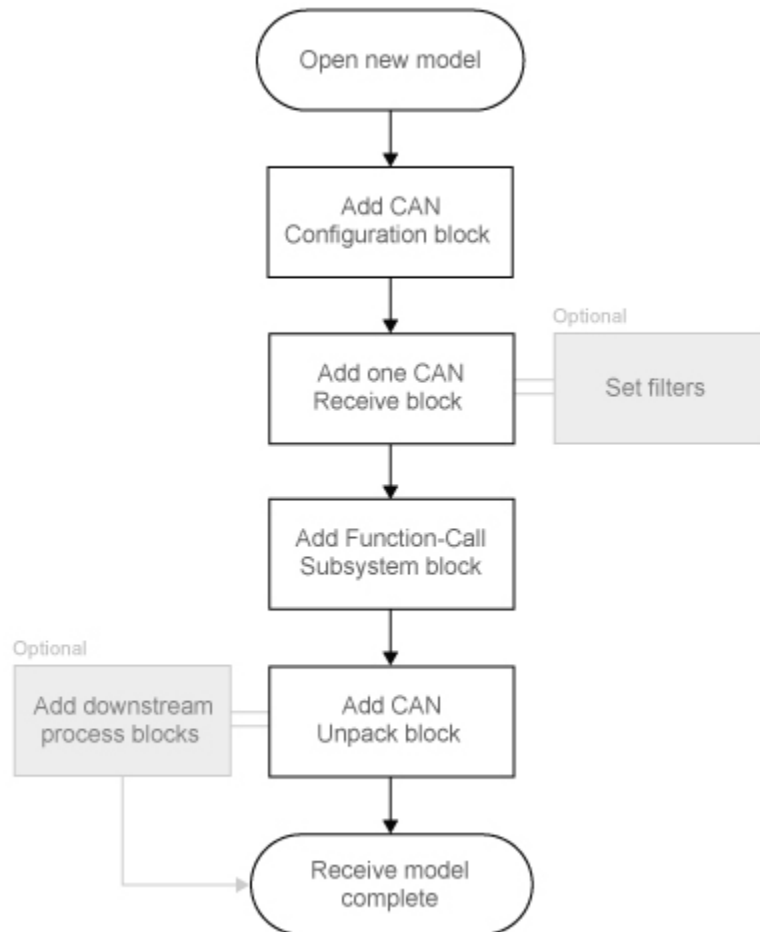 Open new model
Add CAN
Configuration block
Optional
Add one CAN
Receive block
Set filters
Add Function-Call
Subsystem block
Optional
Add downstream
process blocks
Add CAN
Unpack block
Receive model
complete